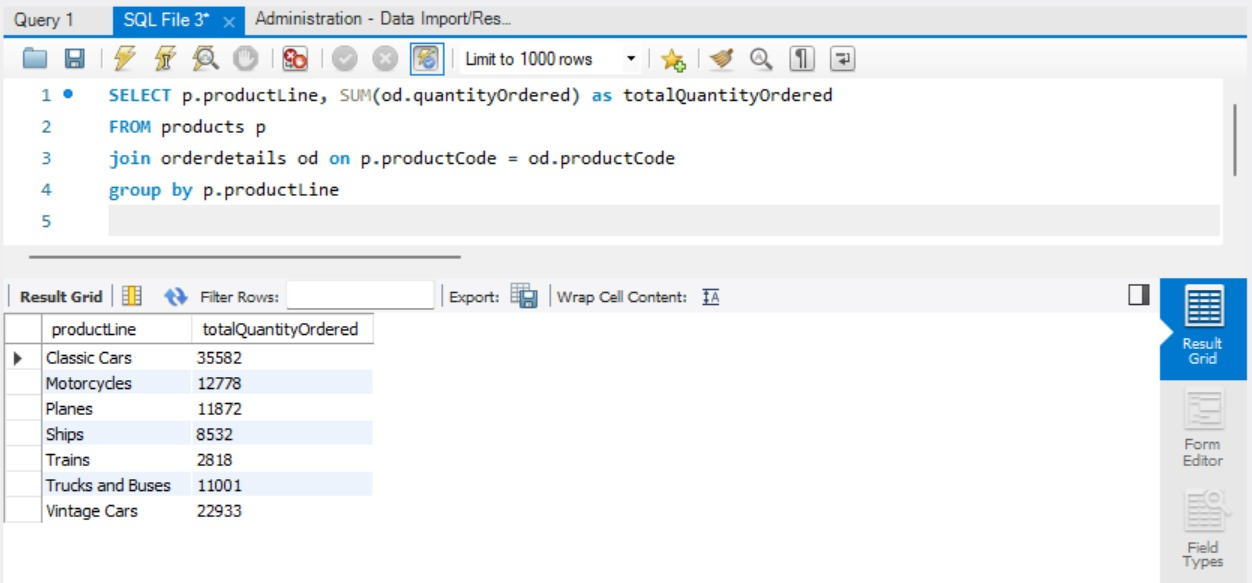 Query 1 SQL File 3* × Administration - Data Import/Res...
Limit to 1000 rows
1 SELECT p.productLine, SUM(od.quantityOrdered) as totalQuantityOrdered
2 FROM products p
3 join orderdetails od on p.productCode = od.productCode
4 group by p.productLine
5
Result Grid Filter Rows: Export: Wrap Cell Content: IA
productLine totalQuantityOrdered
Classic Cars 35582
Motorcycles 12778
Planes 11872
Ships 8532
Trains 2818
Trucks and Buses 11001
Vintage Cars 22933
Result
Grid
Form
Editor
Field
Types